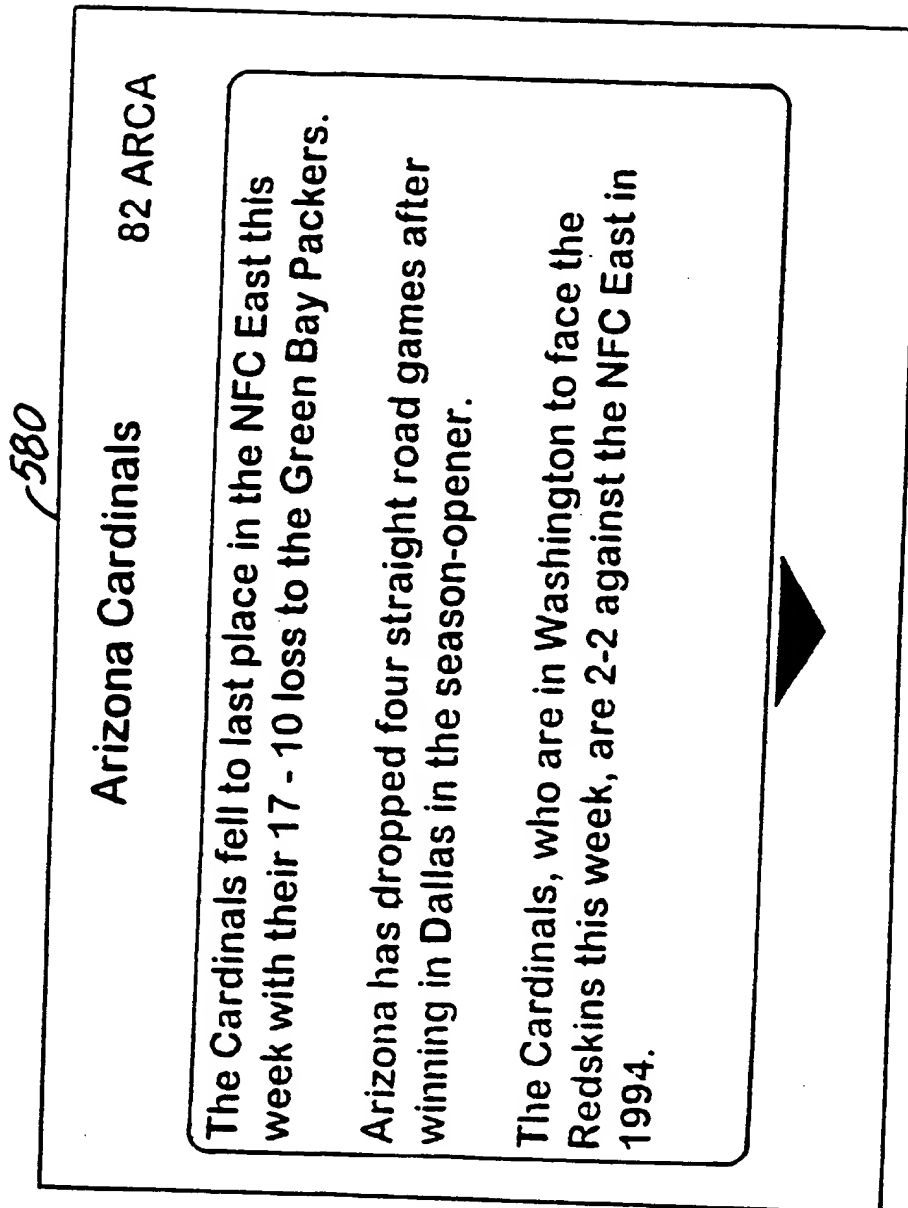 580
Arizona Cardinals
82 ARCA
The Cardinals fell to last place in the NFC East this
week with their 17 - 10 loss to the Green Bay Packers.
Arizona has dropped four straight road games after
winning in Dallas in the season-opener.
The Cardinals, who are in Washington to face the
Redskins this week, are 2-2 against the NFC East in
1994.